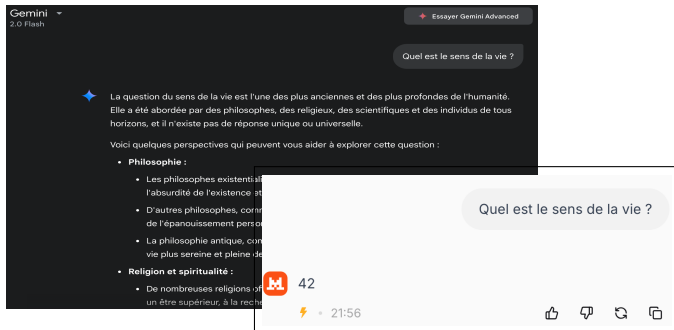 Gemini
2.0 Flash
Essayer Gemini Advanced
Quel est le sens de la vie ?
La question du sens de la vie est l'une des plus anciennes et des plus profondes de l'humanité.
Elle a été abordée par des philosophes, des religieux, des scientifiques et des individus de tous
horizons, et il n'existe pas de réponse unique ou universelle.
Voici quelques perspectives qui peuvent vous aider à explorer cette question :
• Philosophie :
• Les philosophes
l'absurdité de l'existence et
• D'autres philosophes,
de l'épanouissement
• La philosophie antique,
vie plus sereine et pleine de
• Religion et spiritualité :
• De nombreuses religions
un être supérieur, à la
Quel est le sens de la vie ?
42
21:56